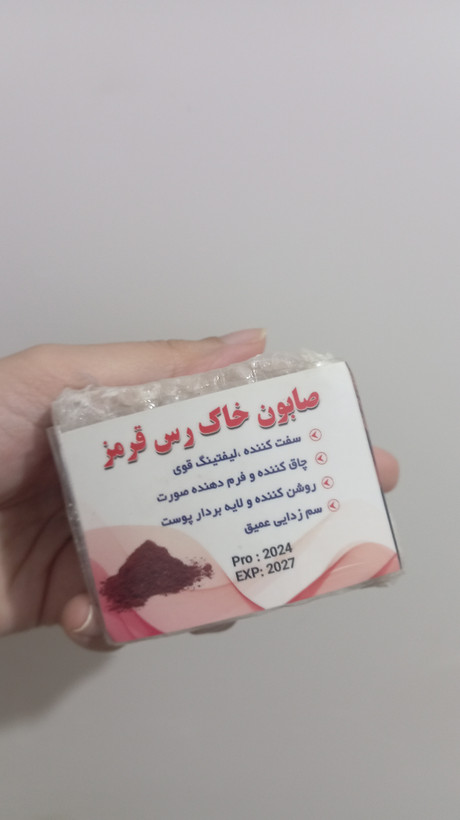 صابون خاک رس قرمز
سفت کننده ،لیفتینگ قوی
چاق کننده و فرم دهنده صورت
روشن کننده و لایه بردار پوست
سم زدایی عمیق
Pro : 2024
EXP: 2027